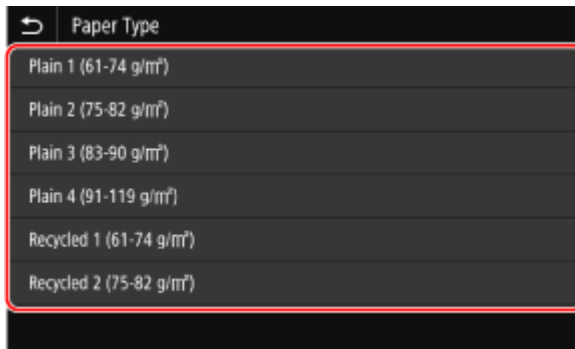 Paper Type
Plain 1 (61-74 g/m²)
Plain 2 (75-82 g/m²)
Plain 3 (83-90 g/m²)
Plain 4 (91-119 g/m²)
Recycled 1 (61-74 g/m²)
Recycled 2 (75-82 g/m²)